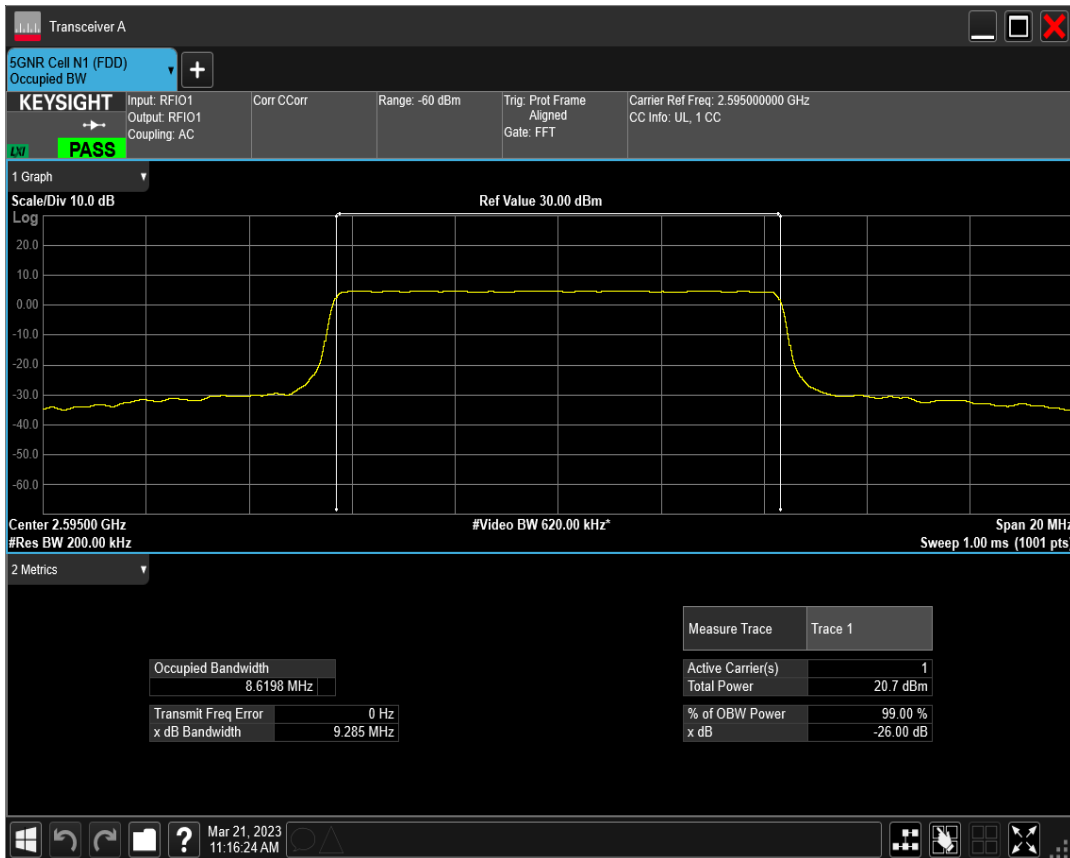 Transceiver A
5GNR Cell N1 (FDD)
Occupied BW
+
KEYSIGHT
LXI
PASS
Input: RFIO1
Output: RFIO1
Coupling: AC
Corr CCorr
Range: -60 dBm
Trig: Prot Frame
Aligned
Gate: FFT
Carrier Ref Freq: 2.595000000 GHz
CC Info: UL, 1 CC
1 Graph
Scale/Div 10.0 dB
Ref Value 30.00 dBm
Log
20.0
10.0
0.00
-10.0
-20.0
-30.0
-40.0
-50.0
-60.0
Center 2.59500 GHz
#Video BW 620.00 kHz*
Span 20 MHz
#Res BW 200.00 kHz
Sweep 1.00 ms (1001 pts)
2 Metrics
Measure Trace Trace 1
Occupied Bandwidth
8.6198 MHz
Active Carrier(s) 1
Total Power 20.7 dBm
Transmit Freq Error 0 Hz
x dB Bandwidth 9.285 MHz
% of OBW Power 99.00 %
x dB -26.00 dB
?
Mar 21, 2023
11:16:24 AM